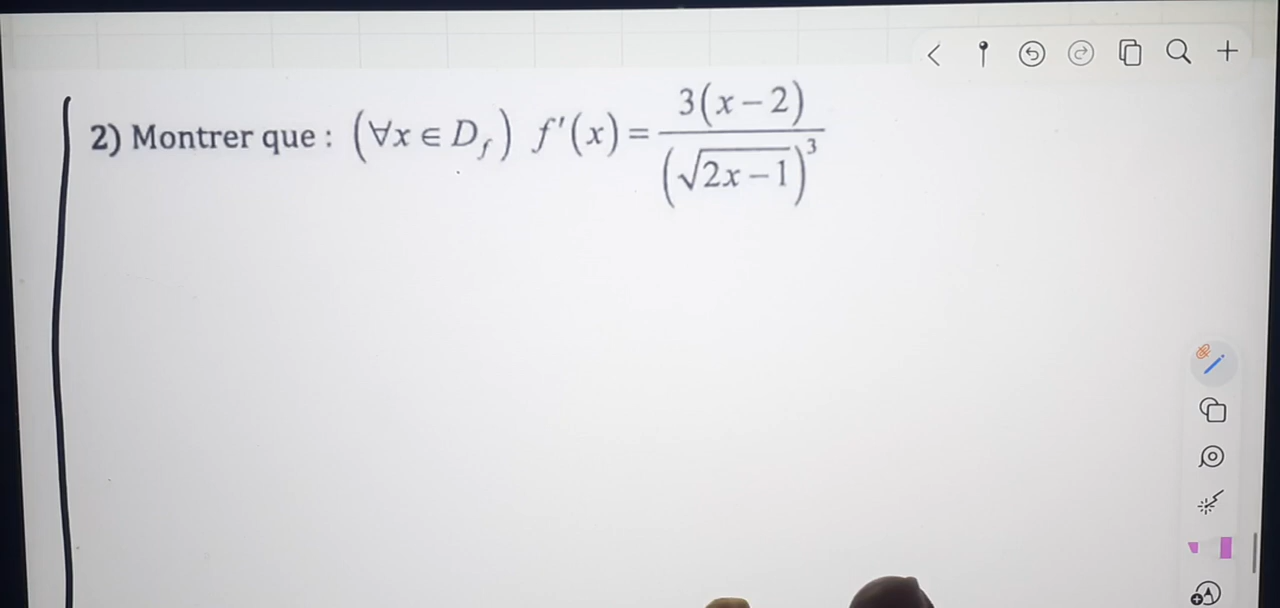 2) Montrer que : (∀x ∈ D_f) f'(x) = 3(x − 2) / (√(2x − 1))^3